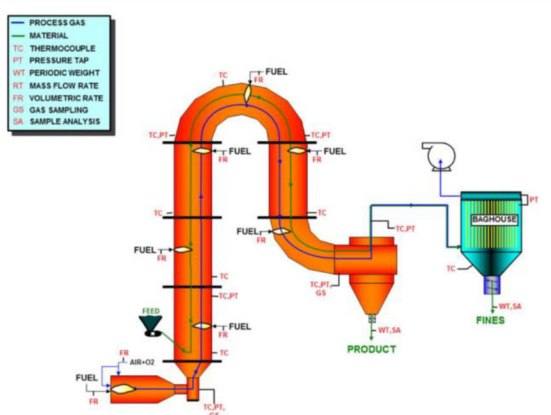 PROCESS GAS
MATERIAL
TC THERMOCOUPLE
PT PRESSURE TAP
WT PERIODIC WEIGHT
RT MASS FLOW RATE
FR VOLUMETRIC RATE
GS GAS SAMPLING
SA SAMPLE ANALYSIS
TC
FUEL
FR
TC,PT
FUEL
FR
TC,PT
FUEL
FR
PT
BAGHOUSE
TC
TC
FUEL
FR
TC,PT
FUEL
FR
TC
TC
TC,PT
GS
TC,PT
WT,SA
FINES
FEED
FUEL
FR
WT,SA
PRODUCT
FR
AIR+O2
TC
FUEL
FR
TC,PT,
GS